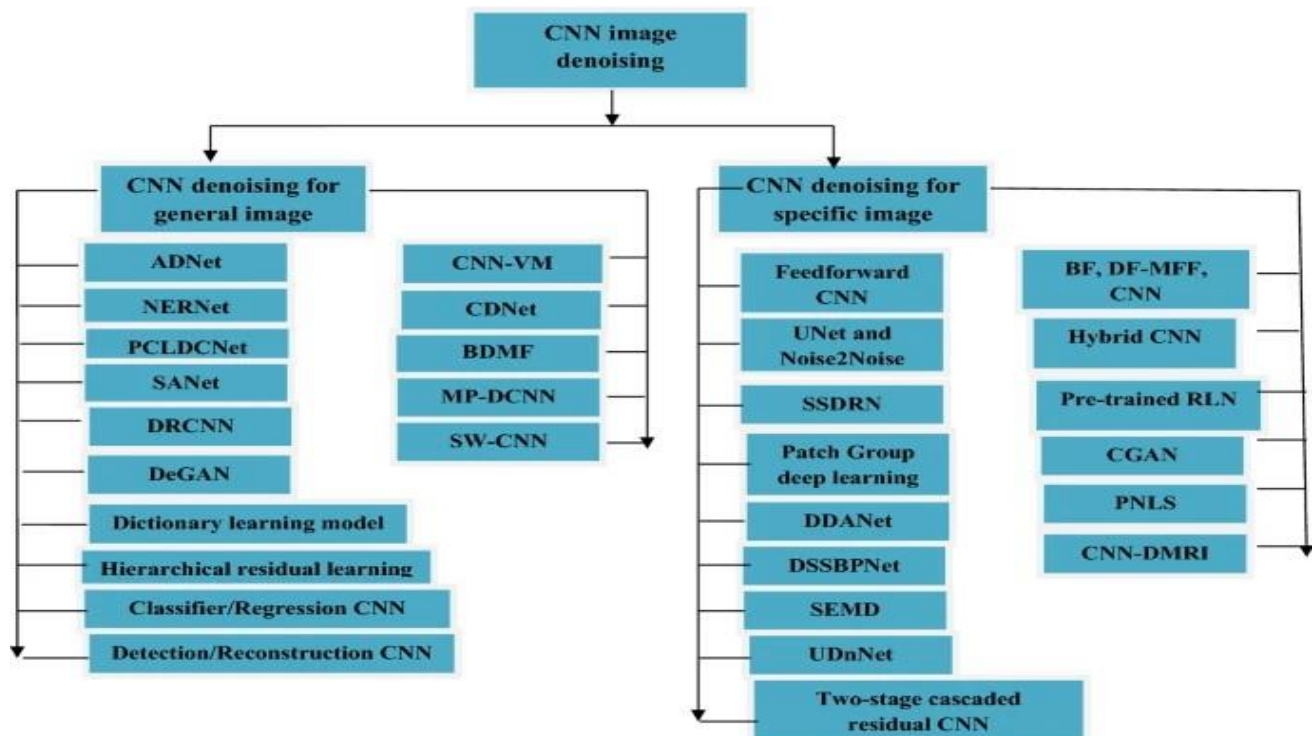 CNN image
denoising
CNN denoising for
general image
ADNet
NERNet
PCLDCNet
SANet
DRCNN
DeGAN
Dictionary learning model
Hierarchical residual learning
Classifier/Regression CNN
Detection/Reconstruction CNN
CNN-VM
CDNet
BDMF
MP-DCNN
SW-CNN
CNN denoising for
specific image
Feedforward
CNN
UNet and
Noise2Noise
SSDRN
Patch Group
deep learning
DDANet
DSSBPNet
SEMD
UDnNet
Two-stage cascaded
residual CNN
BF, DF-MFF,
CNN
Hybrid CNN
Pre-trained RLN
CGAN
PNLS
CNN-DMRI